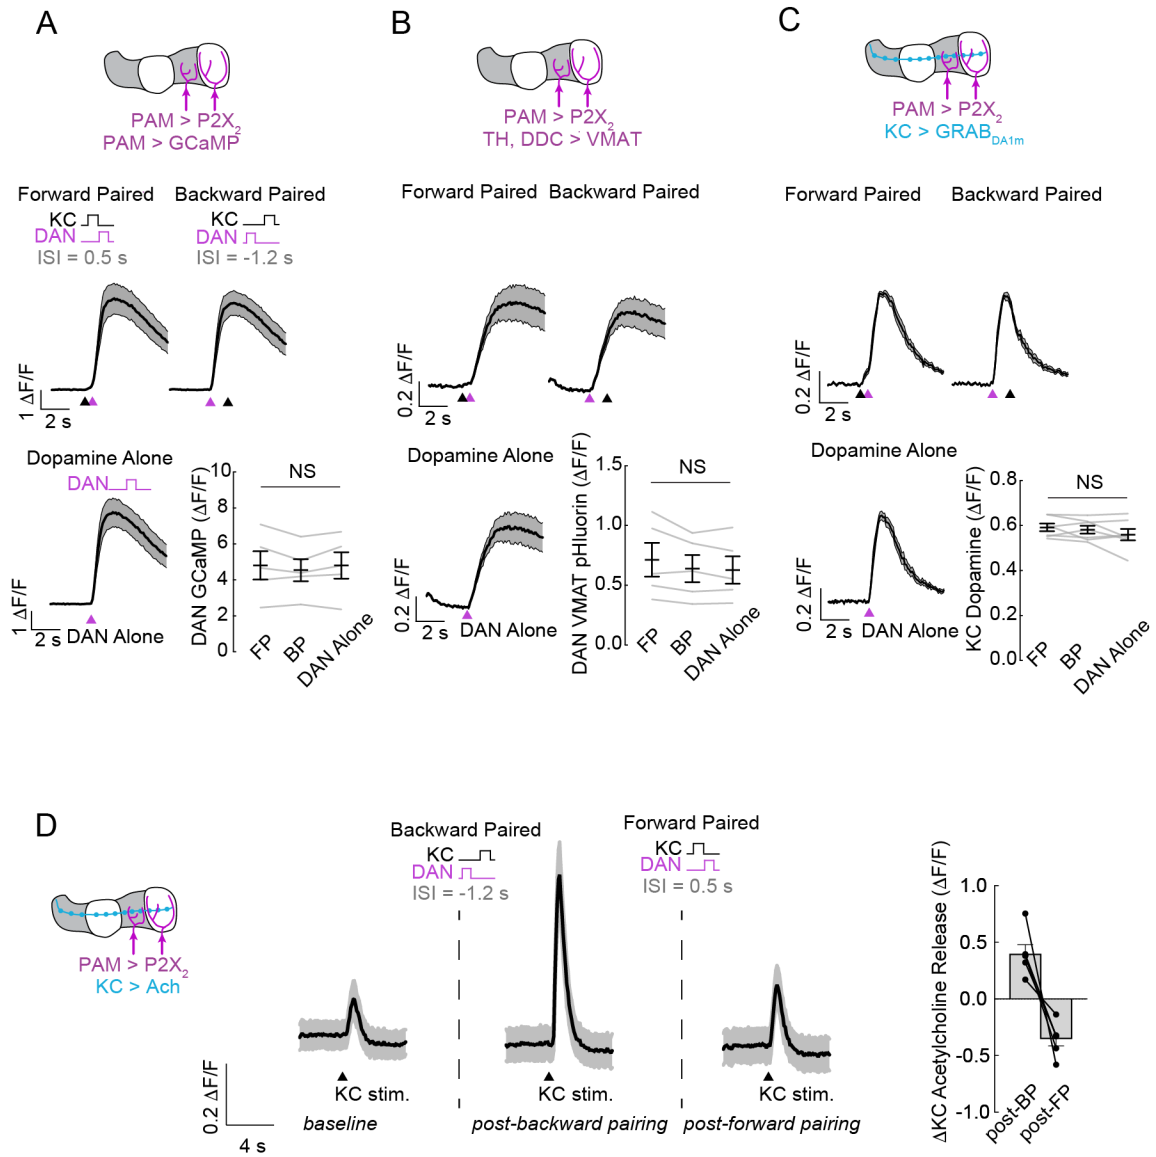 A
PAM > P2X2
PAM > GCaMP
Forward Paired
Backward Paired
KC
DAN
ISI = 0.5 s
KC
DAN
ISI = -1.2 s
1 ΔF/F
2 s
Dopamine Alone
DAN
1 ΔF/F
2 s
DAN Alone
DAN GCaMP (ΔF/F)
10
8
6
4
2
0
NS
FP
BP
DAN Alone
B
PAM > P2X2
TH, DDC > VMAT
Forward Paired
Backward Paired
0.2 ΔF/F
2 s
Dopamine Alone
0.2 ΔF/F
2 s
DAN Alone
DAN VMAT pHluorin (ΔF/F)
1.5
1.0
0.5
0.0
NS
FP
BP
DAN Alone
C
PAM > P2X2
KC > GRABDA1m
Forward Paired
Backward Paired
0.2 ΔF/F
2 s
Dopamine Alone
0.2 ΔF/F
2 s
DAN Alone
KC Dopamine (ΔF/F)
0.8
0.6
0.4
0.2
0.0
NS
FP
BP
DAN Alone
D
PAM > P2X2
KC > Ach
Backward Paired
KC
DAN
ISI = -1.2 s
Forward Paired
KC
DAN
ISI = 0.5 s
0.2 ΔF/F
4 s
KC stim.
baseline
KC stim.
post-backward pairing
KC stim.
post-forward pairing
ΔKC Acetylcholine Release (ΔF/F)
1.0
0.5
0.0
-0.5
-1.0
post-BP
post-FP